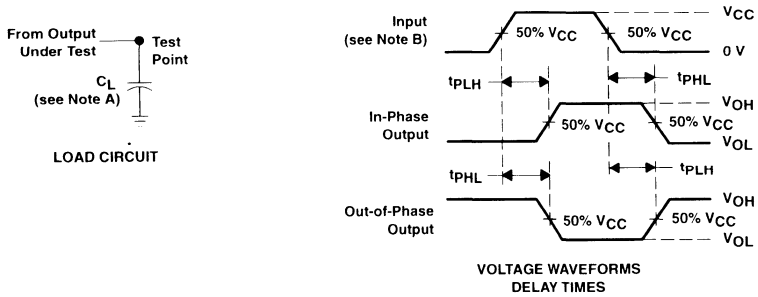 From Output
Under Test
Test
Point
CL
(see Note A)
LOAD CIRCUIT
Input
(see Note B)
50% VCC
50% VCC
VCC
0 V
tPLH
tPHL
In-Phase
Output
50% VCC
50% VCC
VOH
VOL
tPHL
tPLH
Out-of-Phase
Output
50% VCC
50% VCC
VOH
VOL
VOLTAGE WAVEFORMS
DELAY TIMES